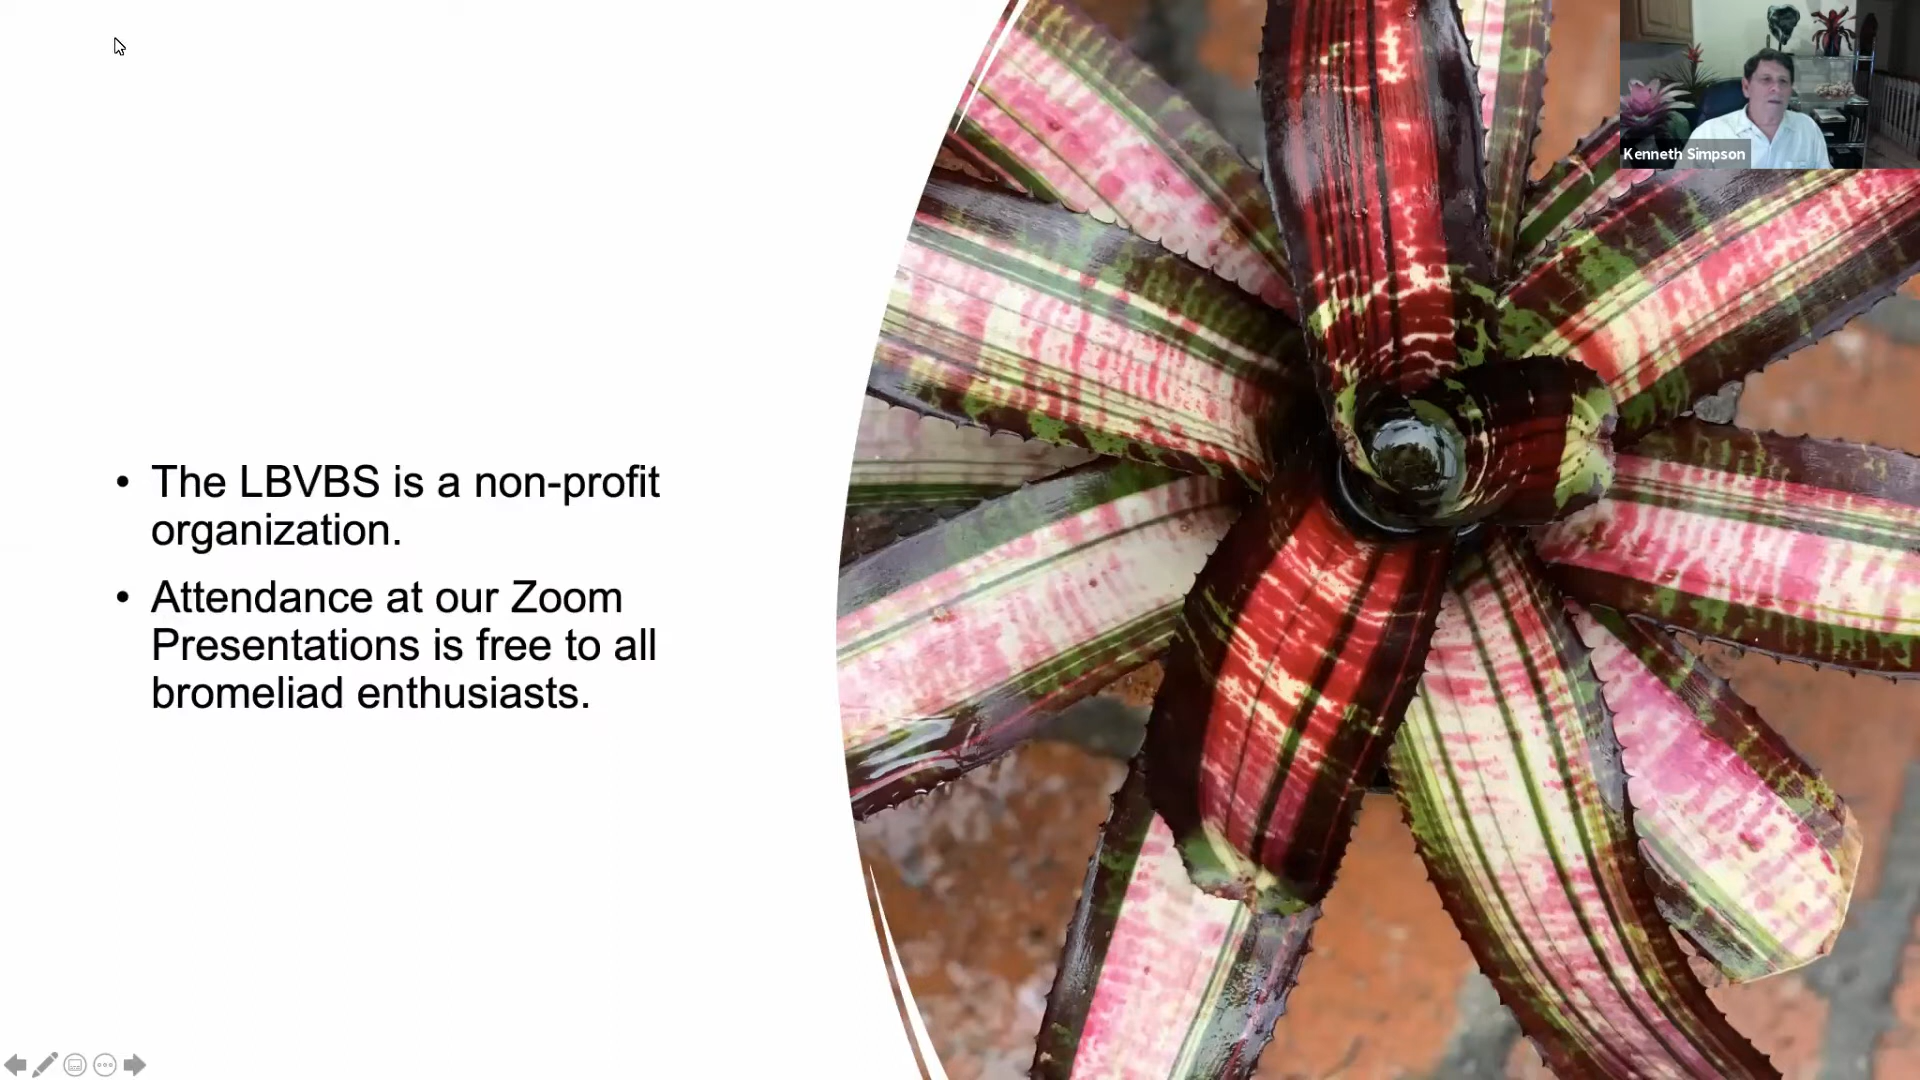 Kenneth Simpson
• The LBVBS is a non-profit
organization.
• Attendance at our Zoom
Presentations is free to all
bromeliad enthusiasts.